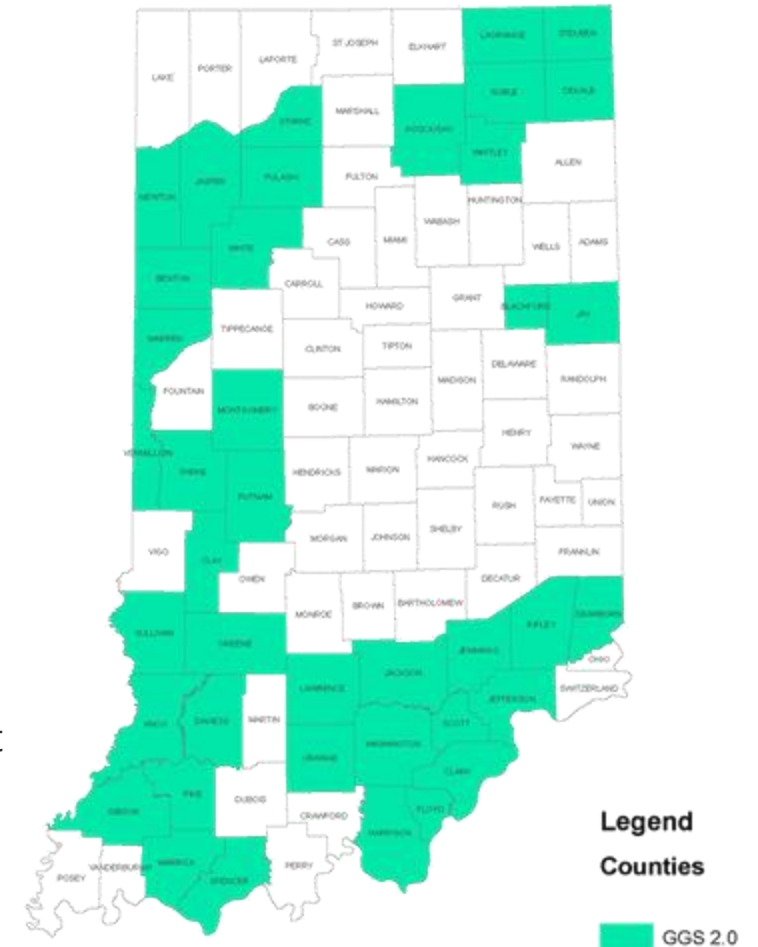 LAGRANGE
STEUBEN
ST JOSEPH
ELKHART
LAPORTE
PORTER
LAKE
NOBLE
DEKALB
MARSHALL
STARKE
KOSCIUSKO
WHITLEY
ALLEN
FULTON
PULASKI
JASPER
NEWTON
HUNTINGTON
WABASH
MIAMI
CASS
WELLS
ADAMS
WHITE
BENTON
CARROLL
GRANT
HOWARD
BLACKFORD
JAY
TIPPECANOE
WARREN
TIPTON
CLINTON
DELAWARE
MADISON
RANDOLPH
FOUNTAIN
HAMILTON
BOONE
MONTGOMERY
HENRY
WAYNE
VERMILLION
HANCOCK
MARION
HENDRICKS
PARKE
PUTNAM
FAYETTE
UNION
RUSH
SHELBY
JOHNSON
MORGAN
VIGO
FRANKLIN
CLAY
OWEN
DECATUR
BARTHOLOMEW
BROWN
MONROE
DEARBORN
RIPLEY
SULLIVAN
GREENE
JENNINGS
OHIO
JACKSON
LAWRENCE
SWITZERLAND
JEFFERSON
KNOX
DAVIESS
MARTIN
SCOTT
WASHINGTON
ORANGE
CLARK
PIKE
DUBOIS
GIBSON
FLOYD
CRAWFORD
HARRISON
Legend
WARRICK
PERRY
VANDERBURGH
POSEY
SPENCER
Counties
GGS 2.0